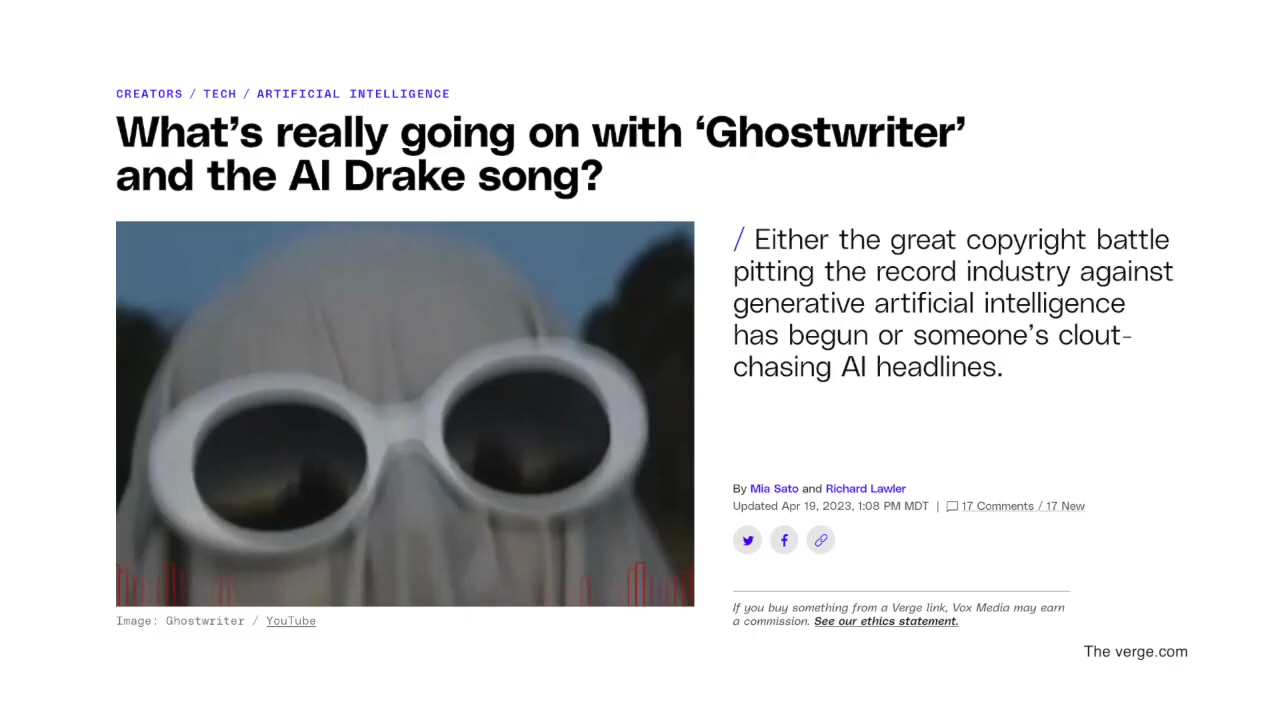 CREATORS / TECH / ARTIFICIAL INTELLIGENCE
What’s really going on with ‘Ghostwriter’
and the AI Drake song?
/ Either the great copyright battle
pitting the record industry against
generative artificial intelligence
has begun or someone’s clout-
chasing AI headlines.
By Mia Sato and Richard Lawler
Updated Apr 19, 2023, 1:08 PM MDT | 17 Comments / 17 New
If you buy something from a Verge link, Vox Media may earn
a commission. See our ethics statement.
Image: Ghostwriter / YouTube
The verge.com